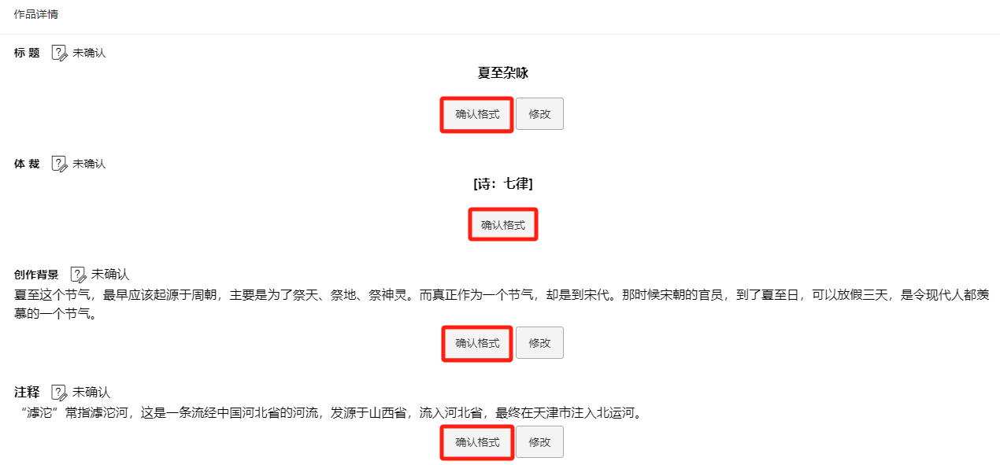 作品详情
标 题 未确认
夏至杂咏
确认格式 修改
体 裁 未确认
[诗：七律]
确认格式
创作背景 未确认
夏至这个节气，最早应该起源于周朝，主要是为了祭天、祭地、祭神灵。而真正作为一个节气，却是到宋代。那时候宋朝的官员，到了夏至日，可以放假三天，是令现代人都羡
慕的一个节气。
确认格式 修改
注释 未确认
“滹沱”常指滹沱河，这是一条流经中国河北省的河流，发源于山西省，流入河北省，最终在天津市注入北运河。
确认格式 修改